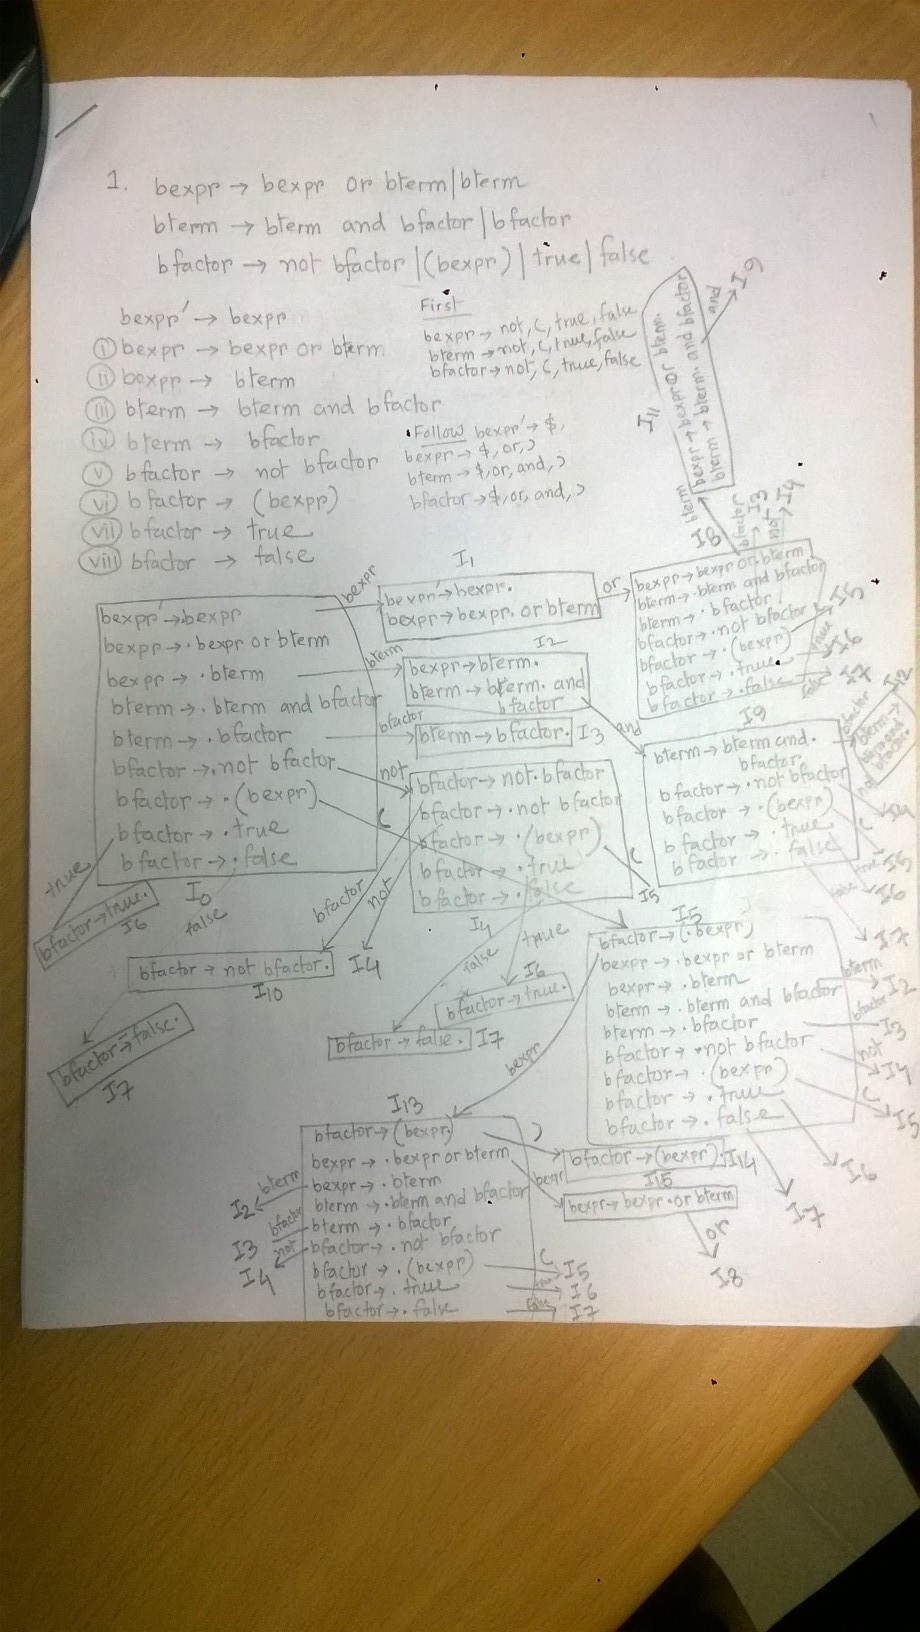 1. bexpr → bexpr or bterm|bterm
bterm → bterm and bfactor|bfactor
bfactor → not bfactor|(bexpr)|true|false
bexpr' → bexpr
(i) bexpr → bexpr or bterm
(ii) bexpr → bterm
(iii) bterm → bterm and bfactor
(iv) bterm → bfactor
(v) bfactor → not bfactor
(vi) bfactor → (bexpr)
(vii) bfactor → true
(viii) bfactor → false
First
bexpr → not, (, true, false
bterm → not, (, true, false
bfactor → not, (, true, false
Follow bexpr' → $,
bexpr → $, or, )
bterm → $, or, and, )
bfactor → $, or, and, )
I11
bexpr → bexpr or bterm.
bterm → bterm. and bfactor
and
I9
bexpr' → bexpr
bexpr → . bexpr or bterm
bexpr → . bterm
bterm → . bterm and bfactor
bterm → . bfactor
bfactor → . not bfactor
bfactor → . (bexpr)
bfactor → . true
bfactor → . false
I0
bexpr
I1
bexpr' → bexpr.
bexpr → bexpr. or bterm
or
bterm
I2
bexpr → bterm.
bterm → bterm. and
bfactor
and
bfactor
bterm → bfactor. I3
not
bfactor → not. bfactor
bfactor → . not bfactor
bfactor → . (bexpr)
bfactor → . true
bfactor → . false
I4
(
I5
I8
bterm
bfactor
I3
not
I4
bexpr → bexpr or. bterm
bterm → . bterm and bfactor
bterm → . bfactor
bfactor → . not bfactor
bfactor → . (bexpr)
bfactor → . true
bfactor → . false
I5
true
I6
false
I7
I9
bterm → bterm and.
bfactor
bfactor → . not bfactor
bfactor → . (bexpr)
bfactor → . true
bfactor → . false
bfactor
I12
bterm →
bterm and
bfactor.
not
I4
(
I5
true
I6
false
I7
true
bfactor → true.
I6
false
bfactor → false.
I7
bfactor
bfactor → not bfactor.
I10
not
I4
false
bfactor → false. I7
true
I6
bfactor → true.
I5
bfactor → (. bexpr)
bexpr → . bexpr or bterm
bexpr → . bterm
bterm → . bterm and bfactor
bterm → . bfactor
bfactor → . not bfactor
bfactor → . (bexpr)
bfactor → . true
bfactor → . false
bterm
I2
bfactor
I3
not
I4
(
I5
I6
I7
bexpr
I13
bfactor → (bexpr.)
bexpr → . bexpr or bterm
bexpr → . bterm
bterm → . bterm and bfactor
bterm → . bfactor
bfactor → . not bfactor
bfactor → . (bexpr)
bfactor → . true
bfactor → . false
bterm
I2
bfactor
I3
not
I4
)
bfactor → (bexpr). I14
I15
bexpr → bexpr. or bterm
or
I8
(
I5
true
I6
false
I7